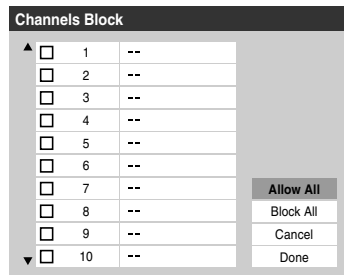 Channels Block
1 --
2 --
3 --
4 --
5 --
6 --
7 --
8 --
9 --
10 --
Allow All
Block All
Cancel
Done